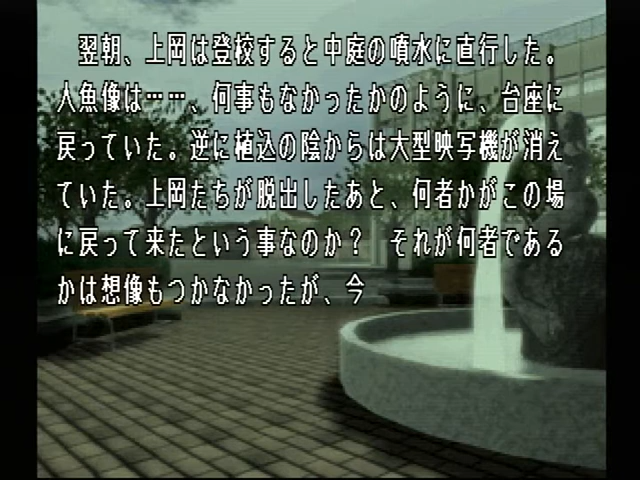 翌朝、上岡は登校すると中庭の噴水に直行した。
人魚像は……、何事もなかったかのように、台座に
戻っていた。逆に植込の陰からは大型映写機が消え
ていた。上岡たちが脱出したあと、何者かがこの場
に戻って来たという事なのか？　それが何者である
かは想像もつかなかったが、今